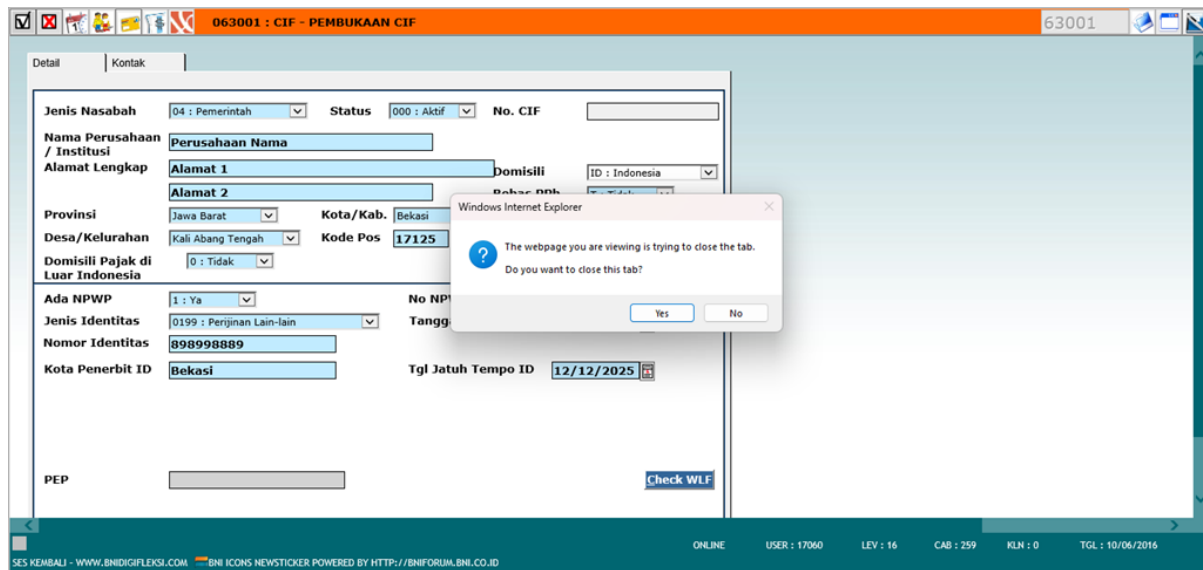 063001 : CIF - PEMBUKAAN CIF
63001
Detail
Kontak
Jenis Nasabah
04 : Pemerintah
Status
000 : Aktif
No. CIF
Nama Perusahaan
/ Institusi
Perusahaan Nama
Alamat Lengkap
Alamat 1
Domisili
ID : Indonesia
Alamat 2
Provinsi
Jawa Barat
Kota/Kab.
Bekasi
Desa/Kelurahan
Kali Abang Tengah
Kode Pos
17125
Domisili Pajak di
Luar Indonesia
0 : Tidak
Windows Internet Explorer
The webpage you are viewing is trying to close the tab.
Do you want to close this tab?
Yes
No
Ada NPWP
1 : Ya
Jenis Identitas
0199 : Perijinan Lain-lain
Nomor Identitas
898998889
Kota Penerbit ID
Bekasi
Tgl Jatuh Tempo ID
12/12/2025
PEP
Check WLF
ONLINE
USER : 17060
LEV : 16
CAB : 259
KLN : 0
TGL : 10/06/2016
SES KEMBALI - WWW.BNIDIGIFLEKSI.COM BNI ICONS NEWSTICKER POWERED BY HTTP://BNIFORUM.BNI.CO.ID